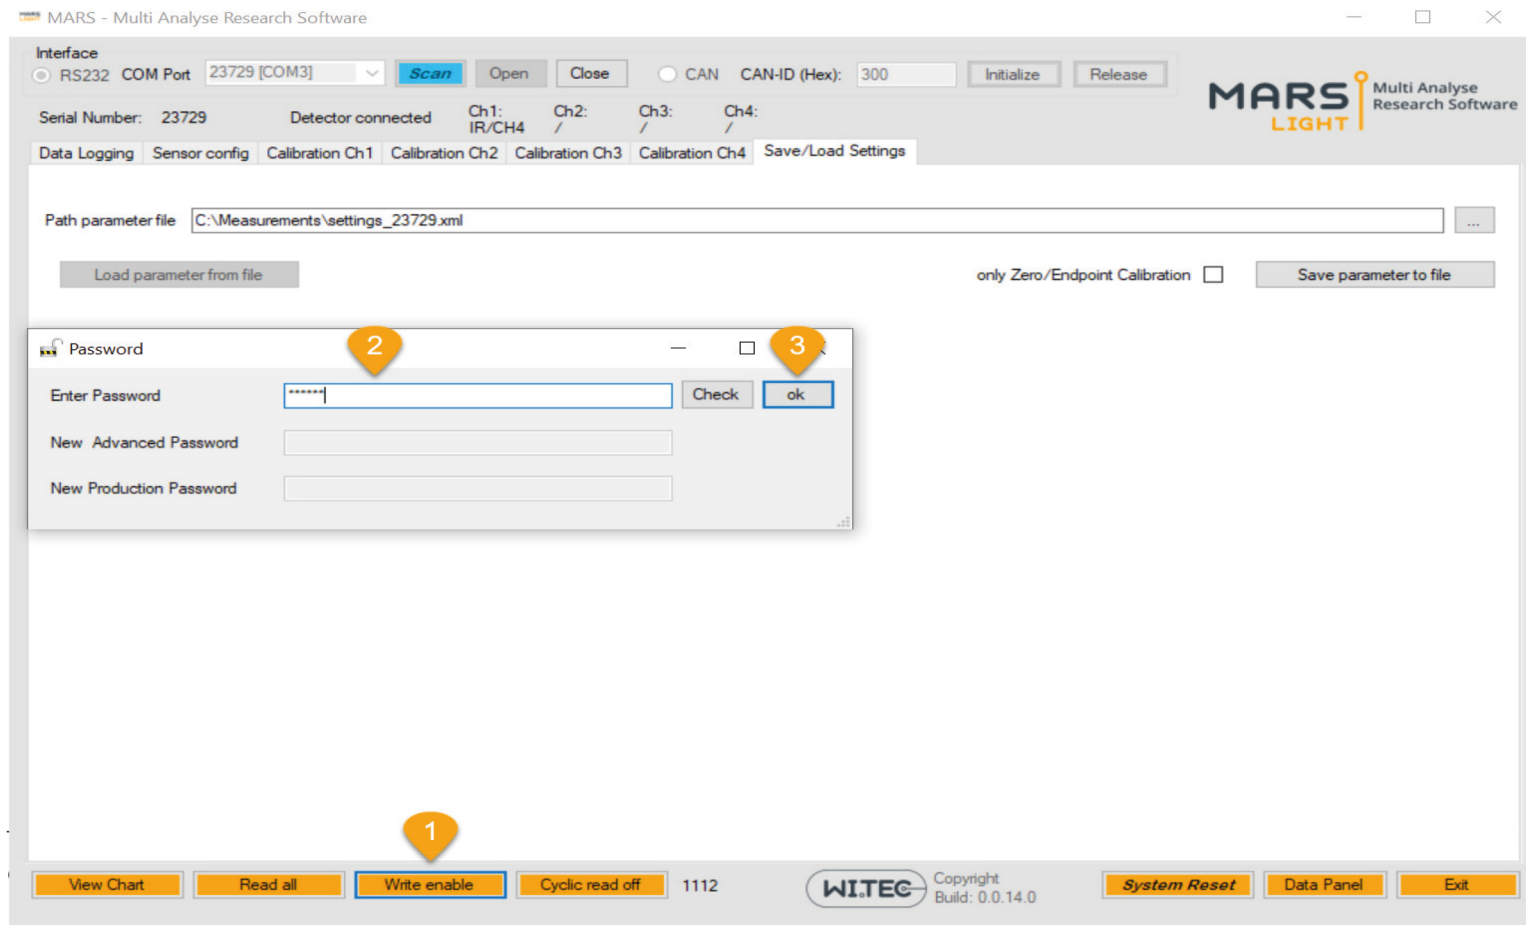 MARS - Multi Analyse Research Software
Interface
RS232 COM Port 23729 [COM3] Scan Open Close CAN CAN-ID (Hex): 300 Initialize Release
MARS LIGHT
Multi Analyse
Research Software
Serial Number: 23729 Detector connected Ch1: IR/CH4 Ch2: / Ch3: / Ch4: /
Data Logging Sensor config Calibration Ch1 Calibration Ch2 Calibration Ch3 Calibration Ch4 Save/Load Settings
Path parameter file C:\Measurements\settings_23729.xml ...
Load parameter from file only Zero/Endpoint Calibration Save parameter to file
Password 2 3
Enter Password ****** Check ok
New Advanced Password
New Production Password
1
View Chart Read all Write enable Cyclic read off 1112 WI.TEC Copyright System Reset Data Panel Exit
Build: 0.0.14.0